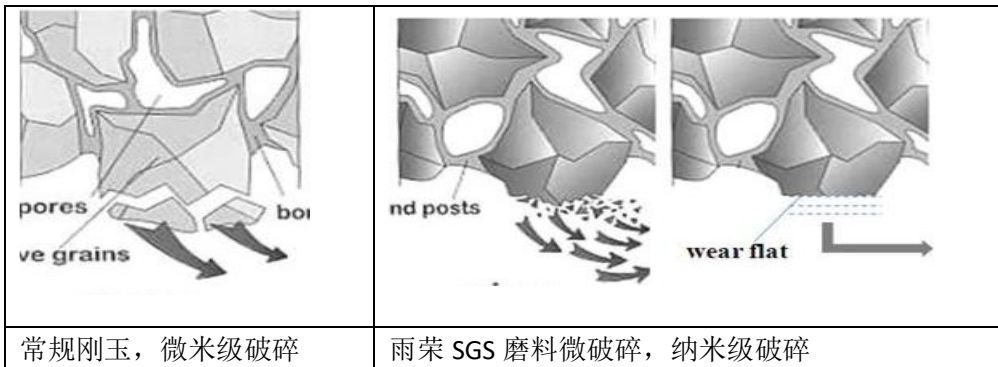 pores
bon
ve grains
nd posts
wear flat
常规刚玉，微米级破碎
雨荣 SGS 磨料微破碎，纳米级破碎